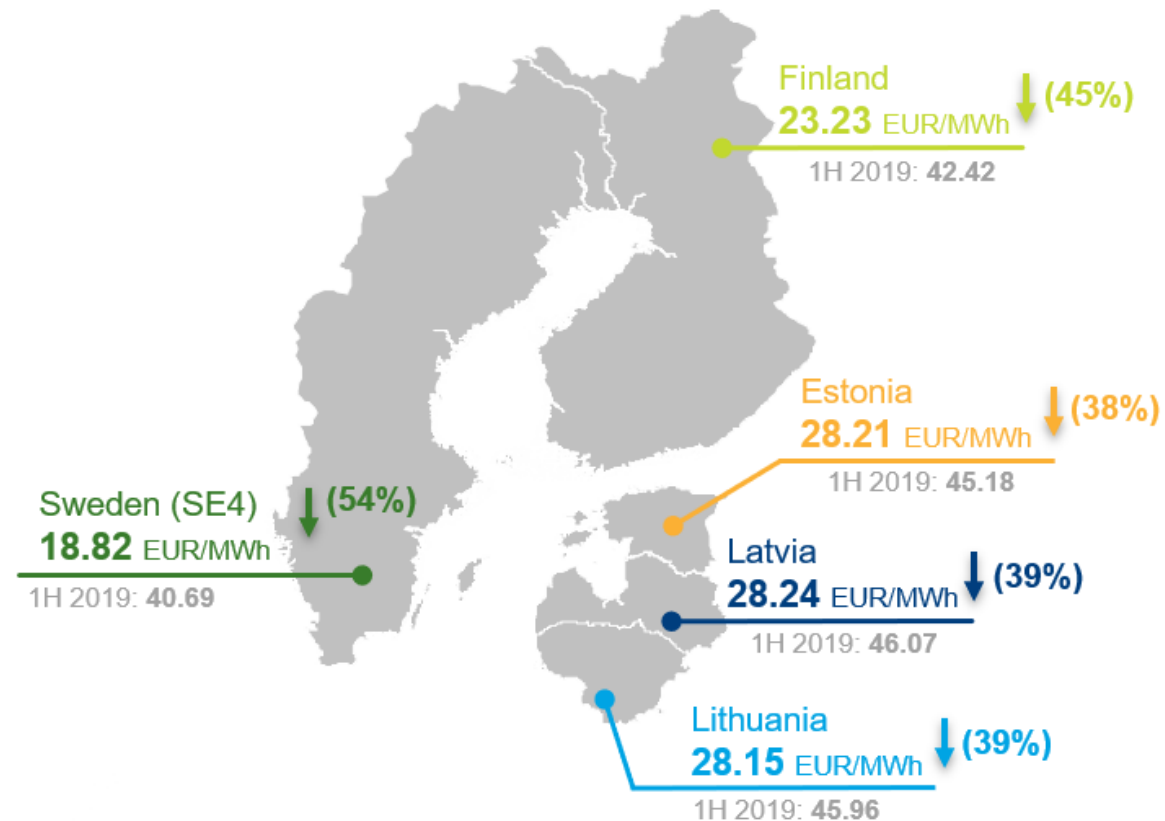 Finland
23.23 EUR/MWh
(45%)
1H 2019: 42.42
Estonia
28.21 EUR/MWh
(38%)
1H 2019: 45.18
Sweden (SE4)
18.82 EUR/MWh
(54%)
1H 2019: 40.69
Latvia
28.24 EUR/MWh
(39%)
1H 2019: 46.07
Lithuania
28.15 EUR/MWh
(39%)
1H 2019: 45.96